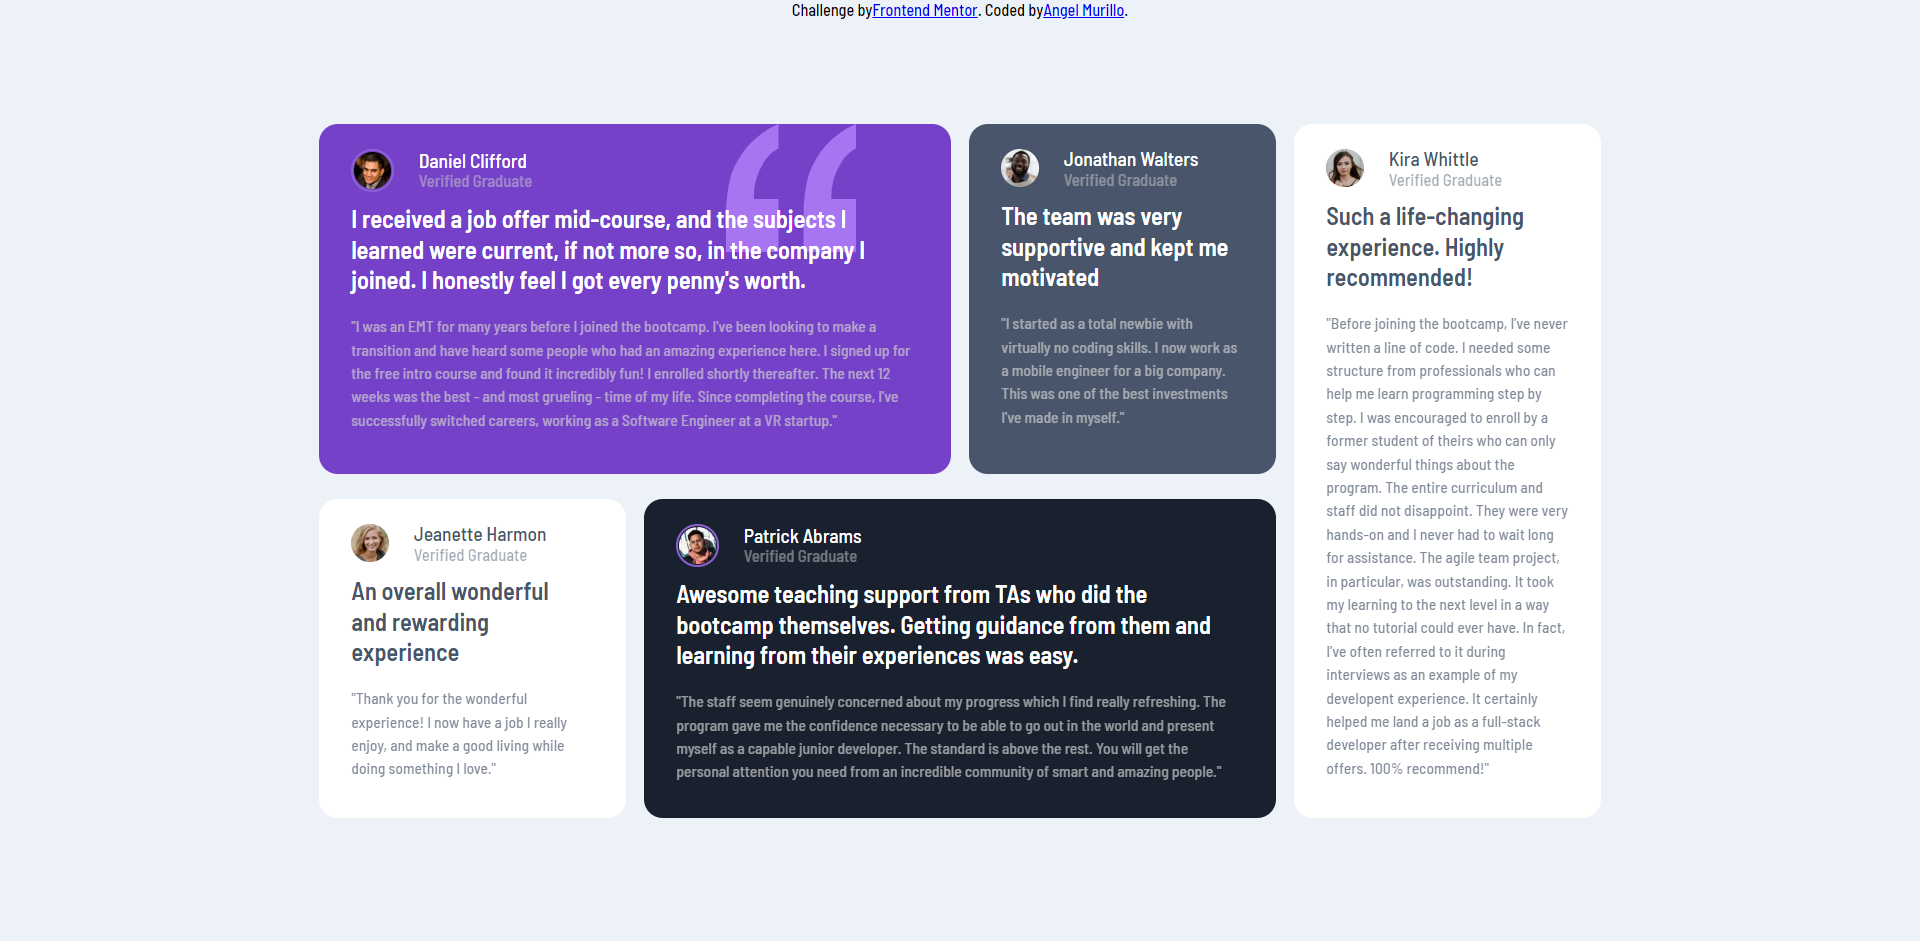 Challenge by Frontend Mentor. Coded by Angel Murillo.
Daniel Clifford
Verified Graduate
I received a job offer mid-course, and the subjects I
learned were current, if not more so, in the company I
joined. I honestly feel I got every penny's worth.
"I was an EMT for many years before I joined the bootcamp. I've been looking to make a
transition and have heard some people who had an amazing experience here. I signed up for
the free intro course and found it incredibly fun! I enrolled shortly thereafter. The next 12
weeks was the best - and most grueling - time of my life. Since completing the course, I've
successfully switched careers, working as a Software Engineer at a VR startup."
Jonathan Walters
Verified Graduate
The team was very
supportive and kept me
motivated
"I started as a total newbie with
virtually no coding skills. I now work as
a mobile engineer for a big company.
This was one of the best investments
I've made in myself."
Kira Whittle
Verified Graduate
Such a life-changing
experience. Highly
recommended!
"Before joining the bootcamp, I've never
written a line of code. I needed some
structure from professionals who can
help me learn programming step by
step. I was encouraged to enroll by a
former student of theirs who can only
say wonderful things about the
program. The entire curriculum and
staff did not disappoint. They were very
hands-on and I never had to wait long
for assistance. The agile team project,
in particular, was outstanding. It took
my learning to the next level in a way
that no tutorial could ever have. In fact,
I've often referred to it during
interviews as an example of my
developent experience. It certainly
helped me land a job as a full-stack
developer after receiving multiple
offers. 100% recommend!"
Jeanette Harmon
Verified Graduate
An overall wonderful
and rewarding
experience
"Thank you for the wonderful
experience! I now have a job I really
enjoy, and make a good living while
doing something I love."
Patrick Abrams
Verified Graduate
Awesome teaching support from TAs who did the
bootcamp themselves. Getting guidance from them and
learning from their experiences was easy.
"The staff seem genuinely concerned about my progress which I find really refreshing. The
program gave me the confidence necessary to be able to go out in the world and present
myself as a capable junior developer. The standard is above the rest. You will get the
personal attention you need from an incredible community of smart and amazing people."